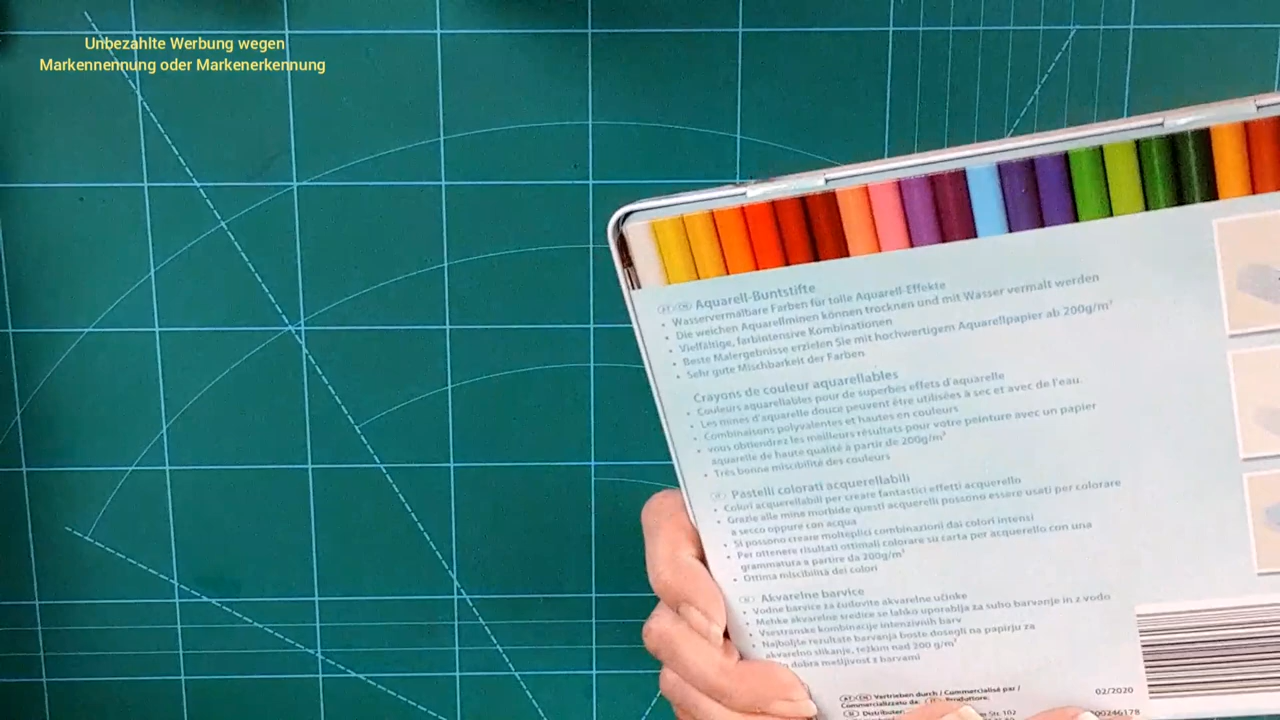 Unbezahlte Werbung wegen
Markennennung oder Markenerkennung
AT CH Aquarell-Buntstifte
• Wasservermalbare Farben für tolle Aquarell-Effekte
• Die weichen Aquarellminen können trocknen und mit Wasser vermalt werden
• Vielfältige, farbintensive Kombinationen
• Beste Malergebnisse erzielen Sie mit hochwertigem Aquarellpapier ab 200g/m²
• Sehr gute Mischbarkeit der Farben
Crayons de couleur aquarellables
• Couleurs aquarellables pour de superbes effets d'aquarelle
• Les mines d'aquarelle douce peuvent être utilisées à sec et avec de l'eau.
• Combinaisons polyvalentes et hautes en couleurs
• vous obtiendrez les meilleurs résultats pour votre peinture avec un papier
aquarelle de haute qualité à partir de 200g/m²
• Très bonne miscibilité des couleurs
Pastelli colorati acquerellabili
• Colori acquerellabili per creare fantastici effetti acquerello
• Grazie alle mina morbide questi acquerelli possono essere usati per colorare
a secco oppure con acqua
• Si possono creare molteplici combinazioni dai colori intensi
• Per ottenere risultati ottimali colorare su carta per acquerello con una
grammatura a partire da 200g/m²
• Ottima miscibilità dei colori
Akvarelne barvice
• Vodne barvice za čudovite akvarelne učinke
• Mehke akvarelne sredice se lahko uporablja za suho barvanje in z vodo
• Vsestranske kombinacije intenzivnih barv
• Najboljte rezultate barvanja boste dosegli na papirju za
akvarelno slikanje, težkim nad 200 g/m²
dobra mešljivost z barvami
Vertrieben durch / Commercialisé par /
Commercializzato da: Produttore:
Distributer: Str. 102
02/2020
00246178